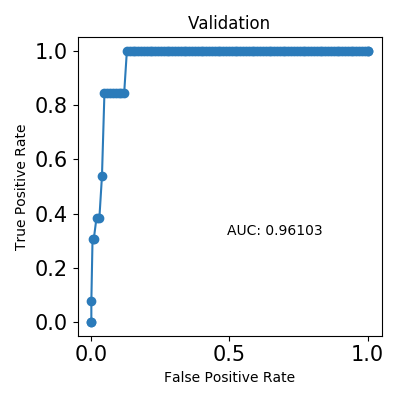 Validation
1.0
0.8
0.6
0.4
0.2
0.0
True Positive Rate
AUC: 0.96103
0.0 0.5 1.0
False Positive Rate